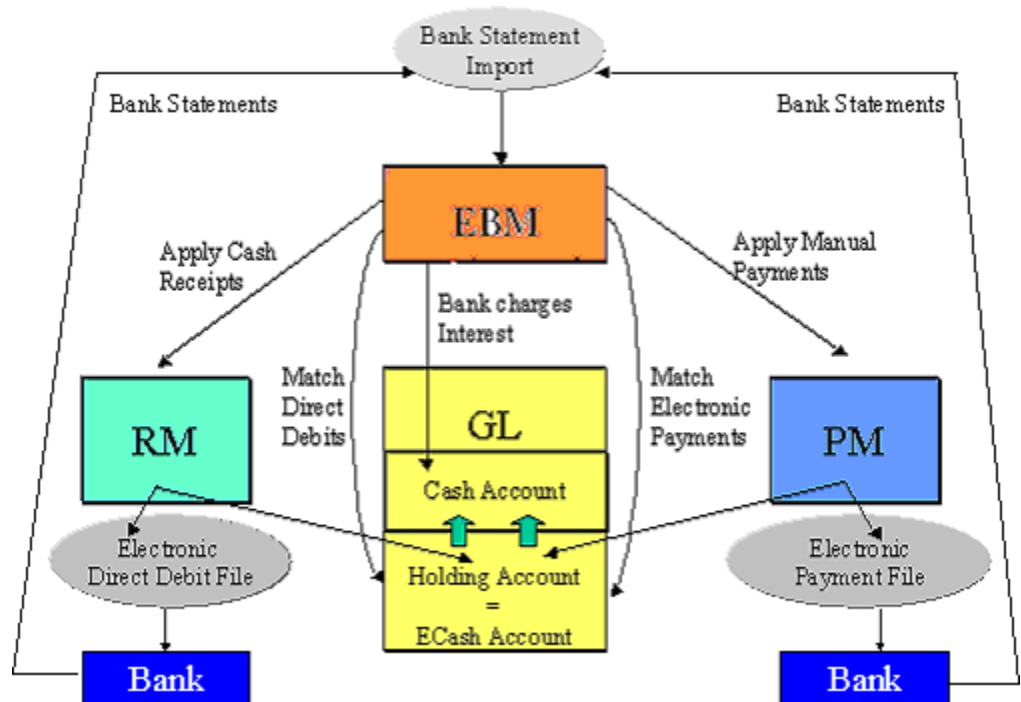 Bank Statement
Import
Bank Statements
Bank Statements
EBM
Apply Cash
Receipts
Apply Manual
Payments
Bank charges
Interest
Match
Direct
Debits
Match
Electronic
Payments
RM
GL
PM
Cash Account
Electronic
Direct Debit File
Holding Account
=
ECash Account
Electronic
Payment File
Bank
Bank